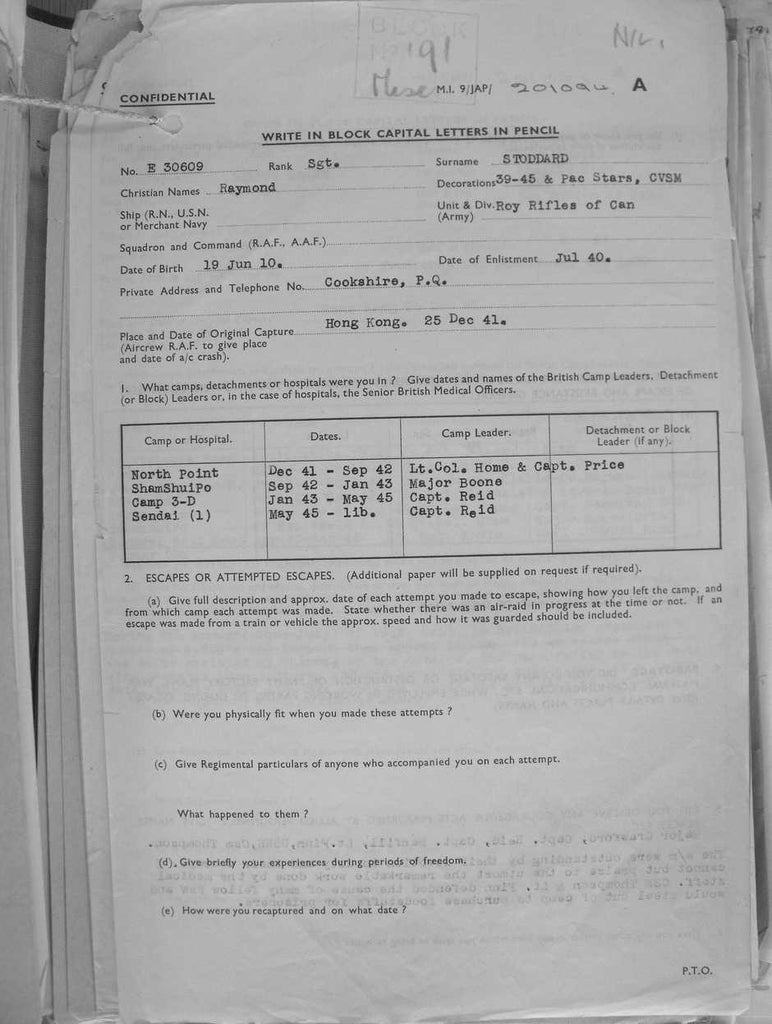 BLOCK
Nº 191
NIL.
M.I. 9/JAP/ A
CONFIDENTIAL
WRITE IN BLOCK CAPITAL LETTERS IN PENCIL
No. E 30609 Rank Sgt. Surname STODDARD
Christian Names Raymond Decorations 39-45 & Pac Stars, CVSM
Ship (R.N., U.S.N. or Merchant Navy Unit & Div. Roy Rifles of Can (Army)
Squadron and Command (R.A.F., A.A.F.)
Date of Birth 19 Jun 10. Date of Enlistment Jul 40.
Private Address and Telephone No. Cookshire, P.Q.
Place and Date of Original Capture Hong Kong. 25 Dec 41.
(Aircrew R.A.F. to give place
and date of a/c crash).
1. What camps, detachments or hospitals were you in ? Give dates and names of the British Camp Leaders, Detachment
(or Block) Leaders or, in the case of hospitals, the Senior British Medical Officers.
Camp or Hospital. Dates. Camp Leader. Detachment or Block Leader (if any).
North Point Dec 41 - Sep 42 Lt.Col. Home & Capt. Price
ShamShuiPo Sep 42 - Jan 43 Major Boone
Camp 3-D Jan 43 - May 45 Capt. Reid
Sendai (1) May 45 - lib. Capt. Reid
2. ESCAPES OR ATTEMPTED ESCAPES. (Additional paper will be supplied on request if required).
(a) Give full description and approx. date of each attempt you made to escape, showing how you left the camp, and
from which camp each attempt was made. State whether there was an air-raid in progress at the time or not. If an
escape was made from a train or vehicle the approx. speed and how it was guarded should be included.
(b) Were you physically fit when you made these attempts ?
(c) Give Regimental particulars of anyone who accompanied you on each attempt.
What happened to them ?
(d). Give briefly your experiences during periods of freedom.
(e) How were you recaptured and on what date ?
P.T.O.